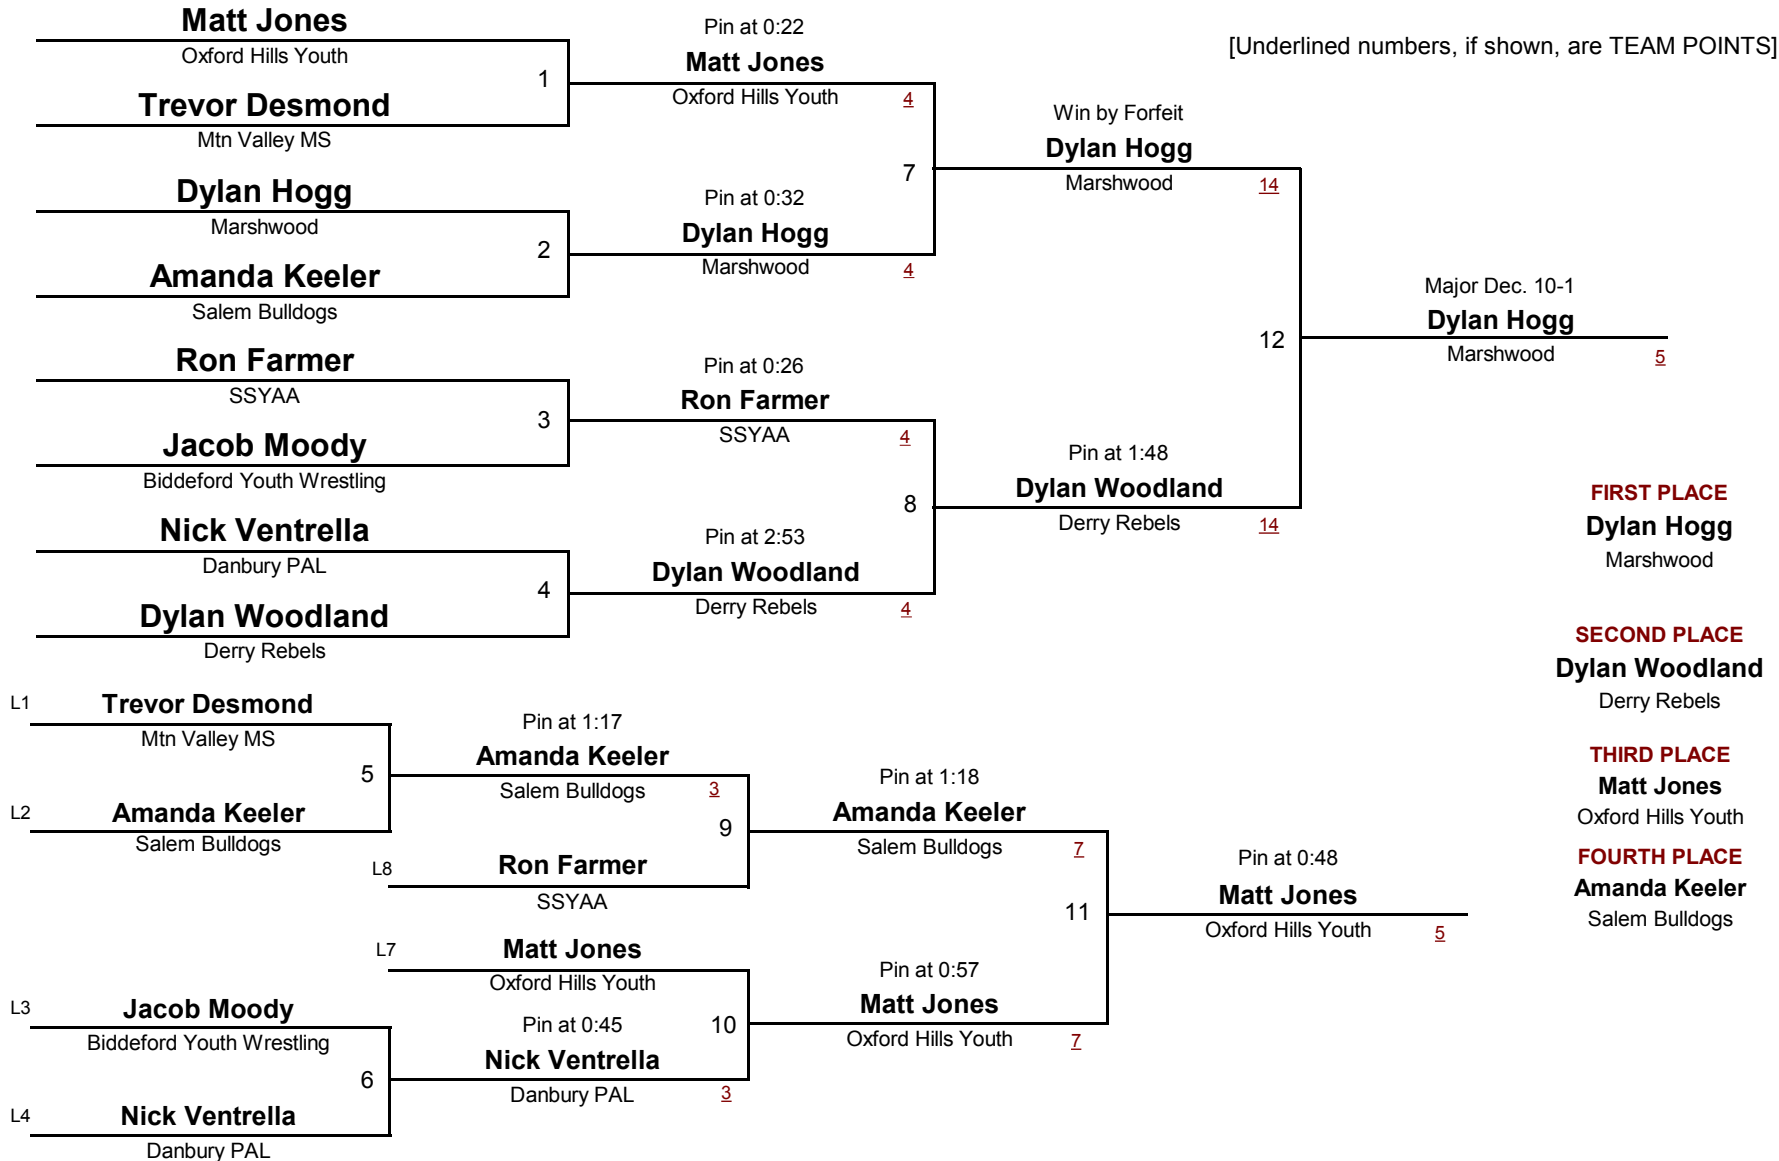 Matt Jones
Oxford Hills Youth
1
Trevor Desmond
Mtn Valley MS
Dylan Hogg
Marshwood
2
Amanda Keeler
Salem Bulldogs
Ron Farmer
SSYAA
3
Jacob Moody
Biddeford Youth Wrestling
Nick Ventrella
Danbury PAL
4
Dylan Woodland
Derry Rebels
Pin at 0:22
Matt Jones
Oxford Hills Youth 4
7
Pin at 0:32
Dylan Hogg
Marshwood 4
Pin at 0:26
Ron Farmer
SSYAA 4
8
Pin at 2:53
Dylan Woodland
Derry Rebels 4
[Underlined numbers, if shown, are TEAM POINTS]
Win by Forfeit
Dylan Hogg
Marshwood 14
12
Pin at 1:48
Dylan Woodland
Derry Rebels 14
Major Dec. 10-1
Dylan Hogg
Marshwood 5
FIRST PLACE
Dylan Hogg
Marshwood
SECOND PLACE
Dylan Woodland
Derry Rebels
THIRD PLACE
Matt Jones
Oxford Hills Youth
FOURTH PLACE
Amanda Keeler
Salem Bulldogs
L1 Trevor Desmond
Mtn Valley MS
5
L2 Amanda Keeler
Salem Bulldogs
L3 Jacob Moody
Biddeford Youth Wrestling
6
L4 Nick Ventrella
Danbury PAL
Pin at 1:17
Amanda Keeler
Salem Bulldogs 3
9
L8 Ron Farmer
SSYAA
L7 Matt Jones
Oxford Hills Youth
Pin at 0:45 10
Nick Ventrella
Danbury PAL 3
Pin at 1:18
Amanda Keeler
Salem Bulldogs 7
11
Pin at 0:57
Matt Jones
Oxford Hills Youth 7
Pin at 0:48
Matt Jones
Oxford Hills Youth 5